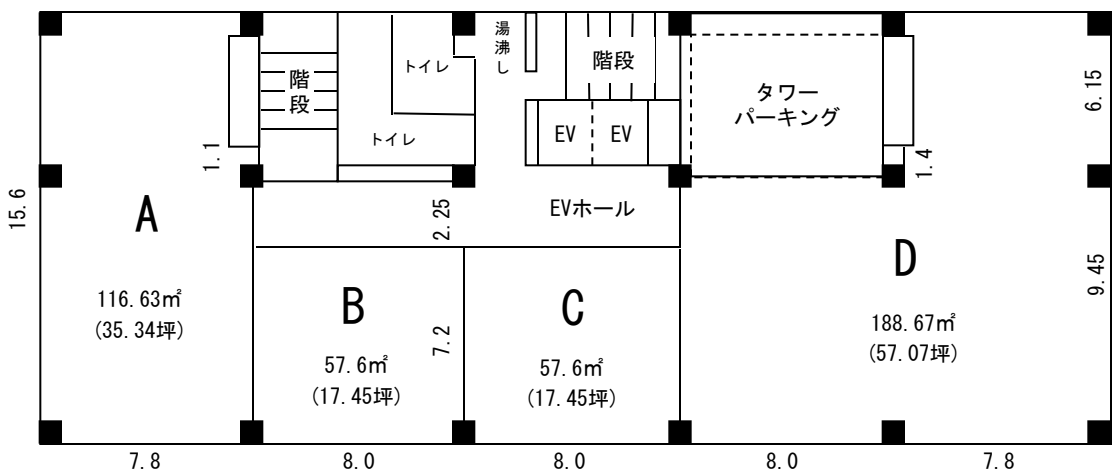 湯沸し
階段
階段
トイレ
トイレ
EV
EV
タワー
パーキング
6.15
1.1
1.4
15.6
A
2.25
EVホール
D
9.45
116.63㎡
(35.34坪)
B
C
7.2
57.6㎡
(17.45坪)
57.6㎡
(17.45坪)
188.67㎡
(57.07坪)
7.8
8.0
8.0
8.0
7.8